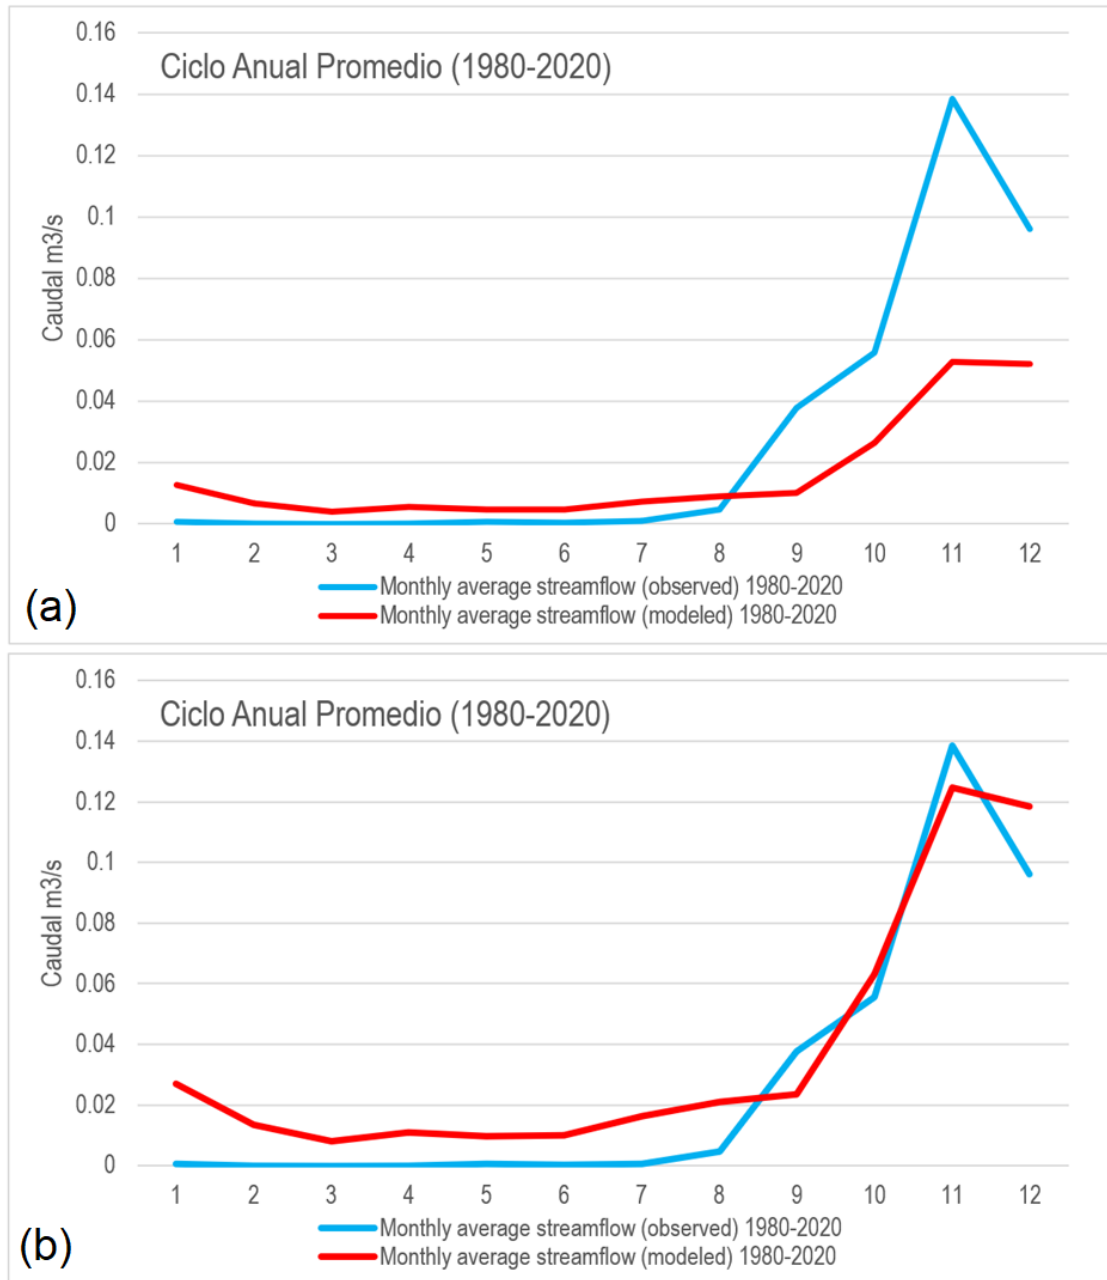 0.16
Ciclo Anual Promedio (1980-2020)
0.14
0.12
0.1
0.08
0.06
0.04
0.02
0
Caudal m3/s
1 2 3 4 5 6 7 8 9 10 11 12
Monthly average streamflow (observed) 1980-2020
Monthly average streamflow (modeled) 1980-2020
(a)
0.16
Ciclo Anual Promedio (1980-2020)
0.14
0.12
0.1
0.08
0.06
0.04
0.02
0
Caudal m3/s
1 2 3 4 5 6 7 8 9 10 11 12
Monthly average streamflow (observed) 1980-2020
Monthly average streamflow (modeled) 1980-2020
(b)